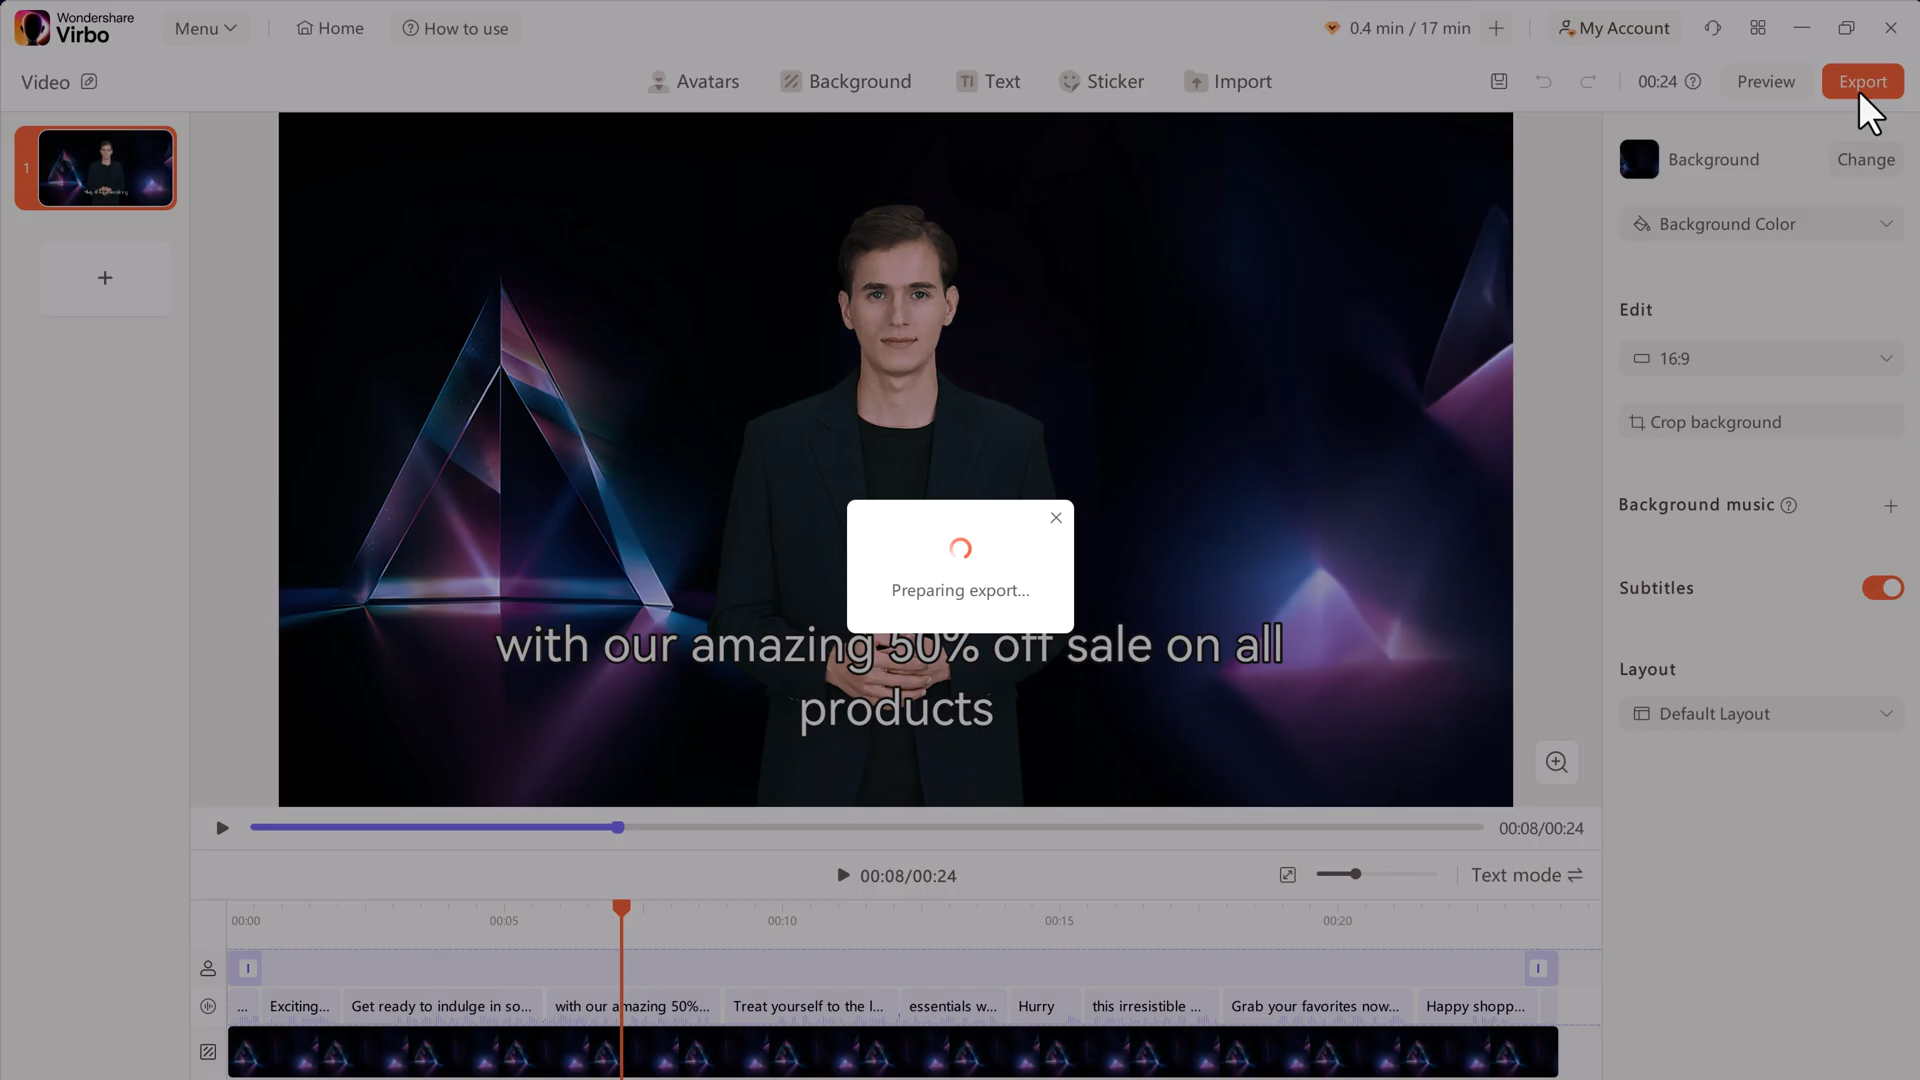 Wondershare
Virbo
Menu
Home
How to use
0.4 min / 17 min
My Account
Video
Avatars
Background
Text
Sticker
Import
00:24
Preview
Export
1
Background
Change
Background Color
Edit
16:9
Crop background
Background music
Subtitles
Layout
Default Layout
Preparing export...
with our amazing 50% off sale on all
products
00:08/00:24
00:08/00:24
Text mode
00:00
00:05
00:10
00:15
00:20
...
Exciting...
Get ready to indulge in so...
with our amazing 50%...
Treat yourself to the l...
essentials w...
Hurry
this irresistible ...
Grab your favorites now...
Happy shopp...